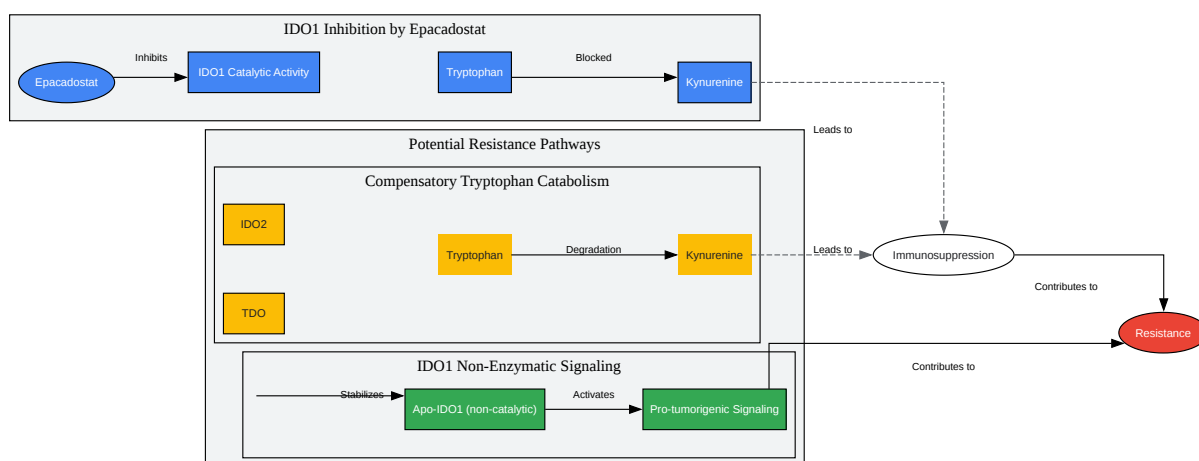 IDO1 Inhibition by Epacadostat
Epacadostat
Inhibits
IDO1 Catalytic Activity
Tryptophan
Blocked
Kynurenine
Leads to
Potential Resistance Pathways
Compensatory Tryptophan Catabolism
IDO2
TDO
Tryptophan
Degradation
Kynurenine
Leads to
Immunosuppression
Contributes to
Resistance
IDO1 Non-Enzymatic Signaling
Stabilizes
Apo-IDO1 (non-catalytic)
Activates
Pro-tumorigenic Signaling
Contributes to